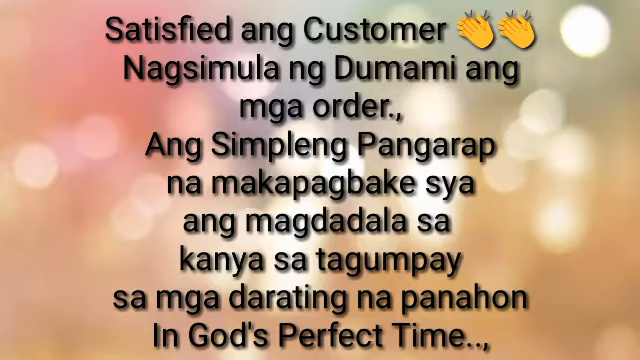 Satisfied ang Customer 👏👏
Nagsimula ng Dumami ang
mga order.,
Ang Simpleng Pangarap
na makapagbake sya
ang magdadala sa
kanya sa tagumpay
sa mga darating na panahon
In God's Perfect Time..,